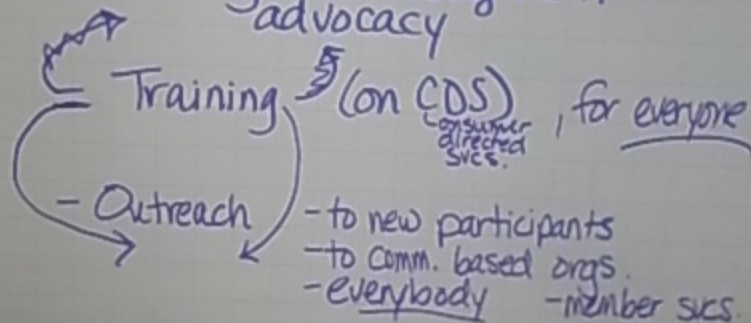 advocacy
- Training (on CDS), for everyone
consumer
directed
svcs.
- Outreach - to new participants
- to comm. based orgs.
- everybody - member svcs.